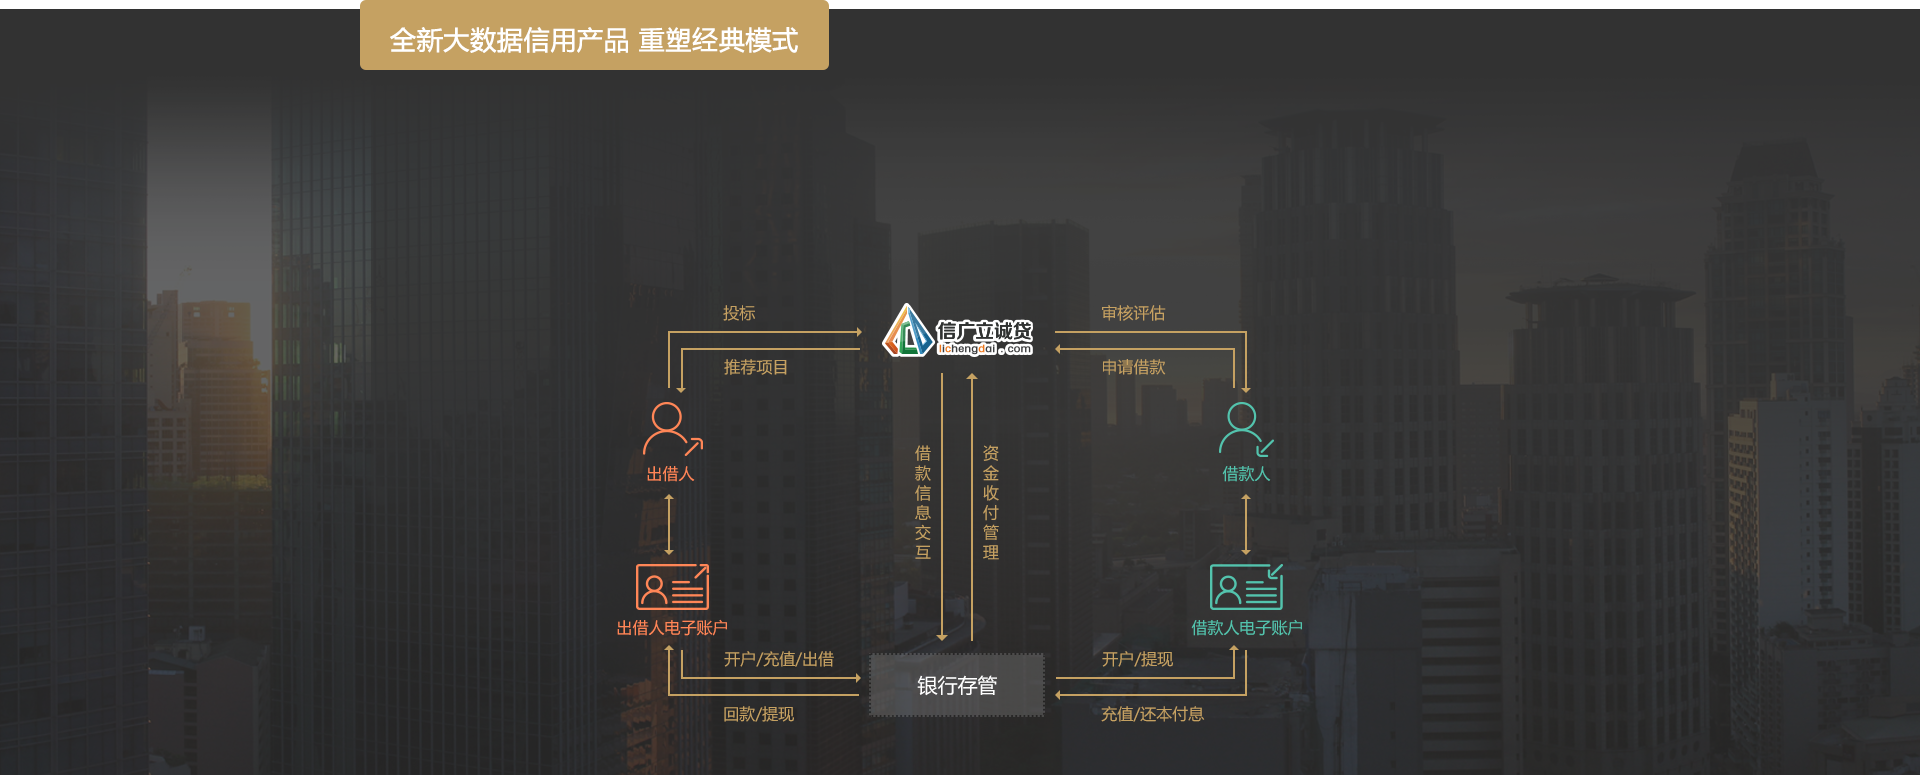 全新大数据信用产品 重塑经典模式
投标
推荐项目
信广立诚贷
lichengdai.com
审核评估
申请借款
出借人
借款人
借款信息交互
资金收付管理
出借人电子账户
借款人电子账户
开户/充值/出借
回款/提现
银行存管
开户/提现
充值/还本付息